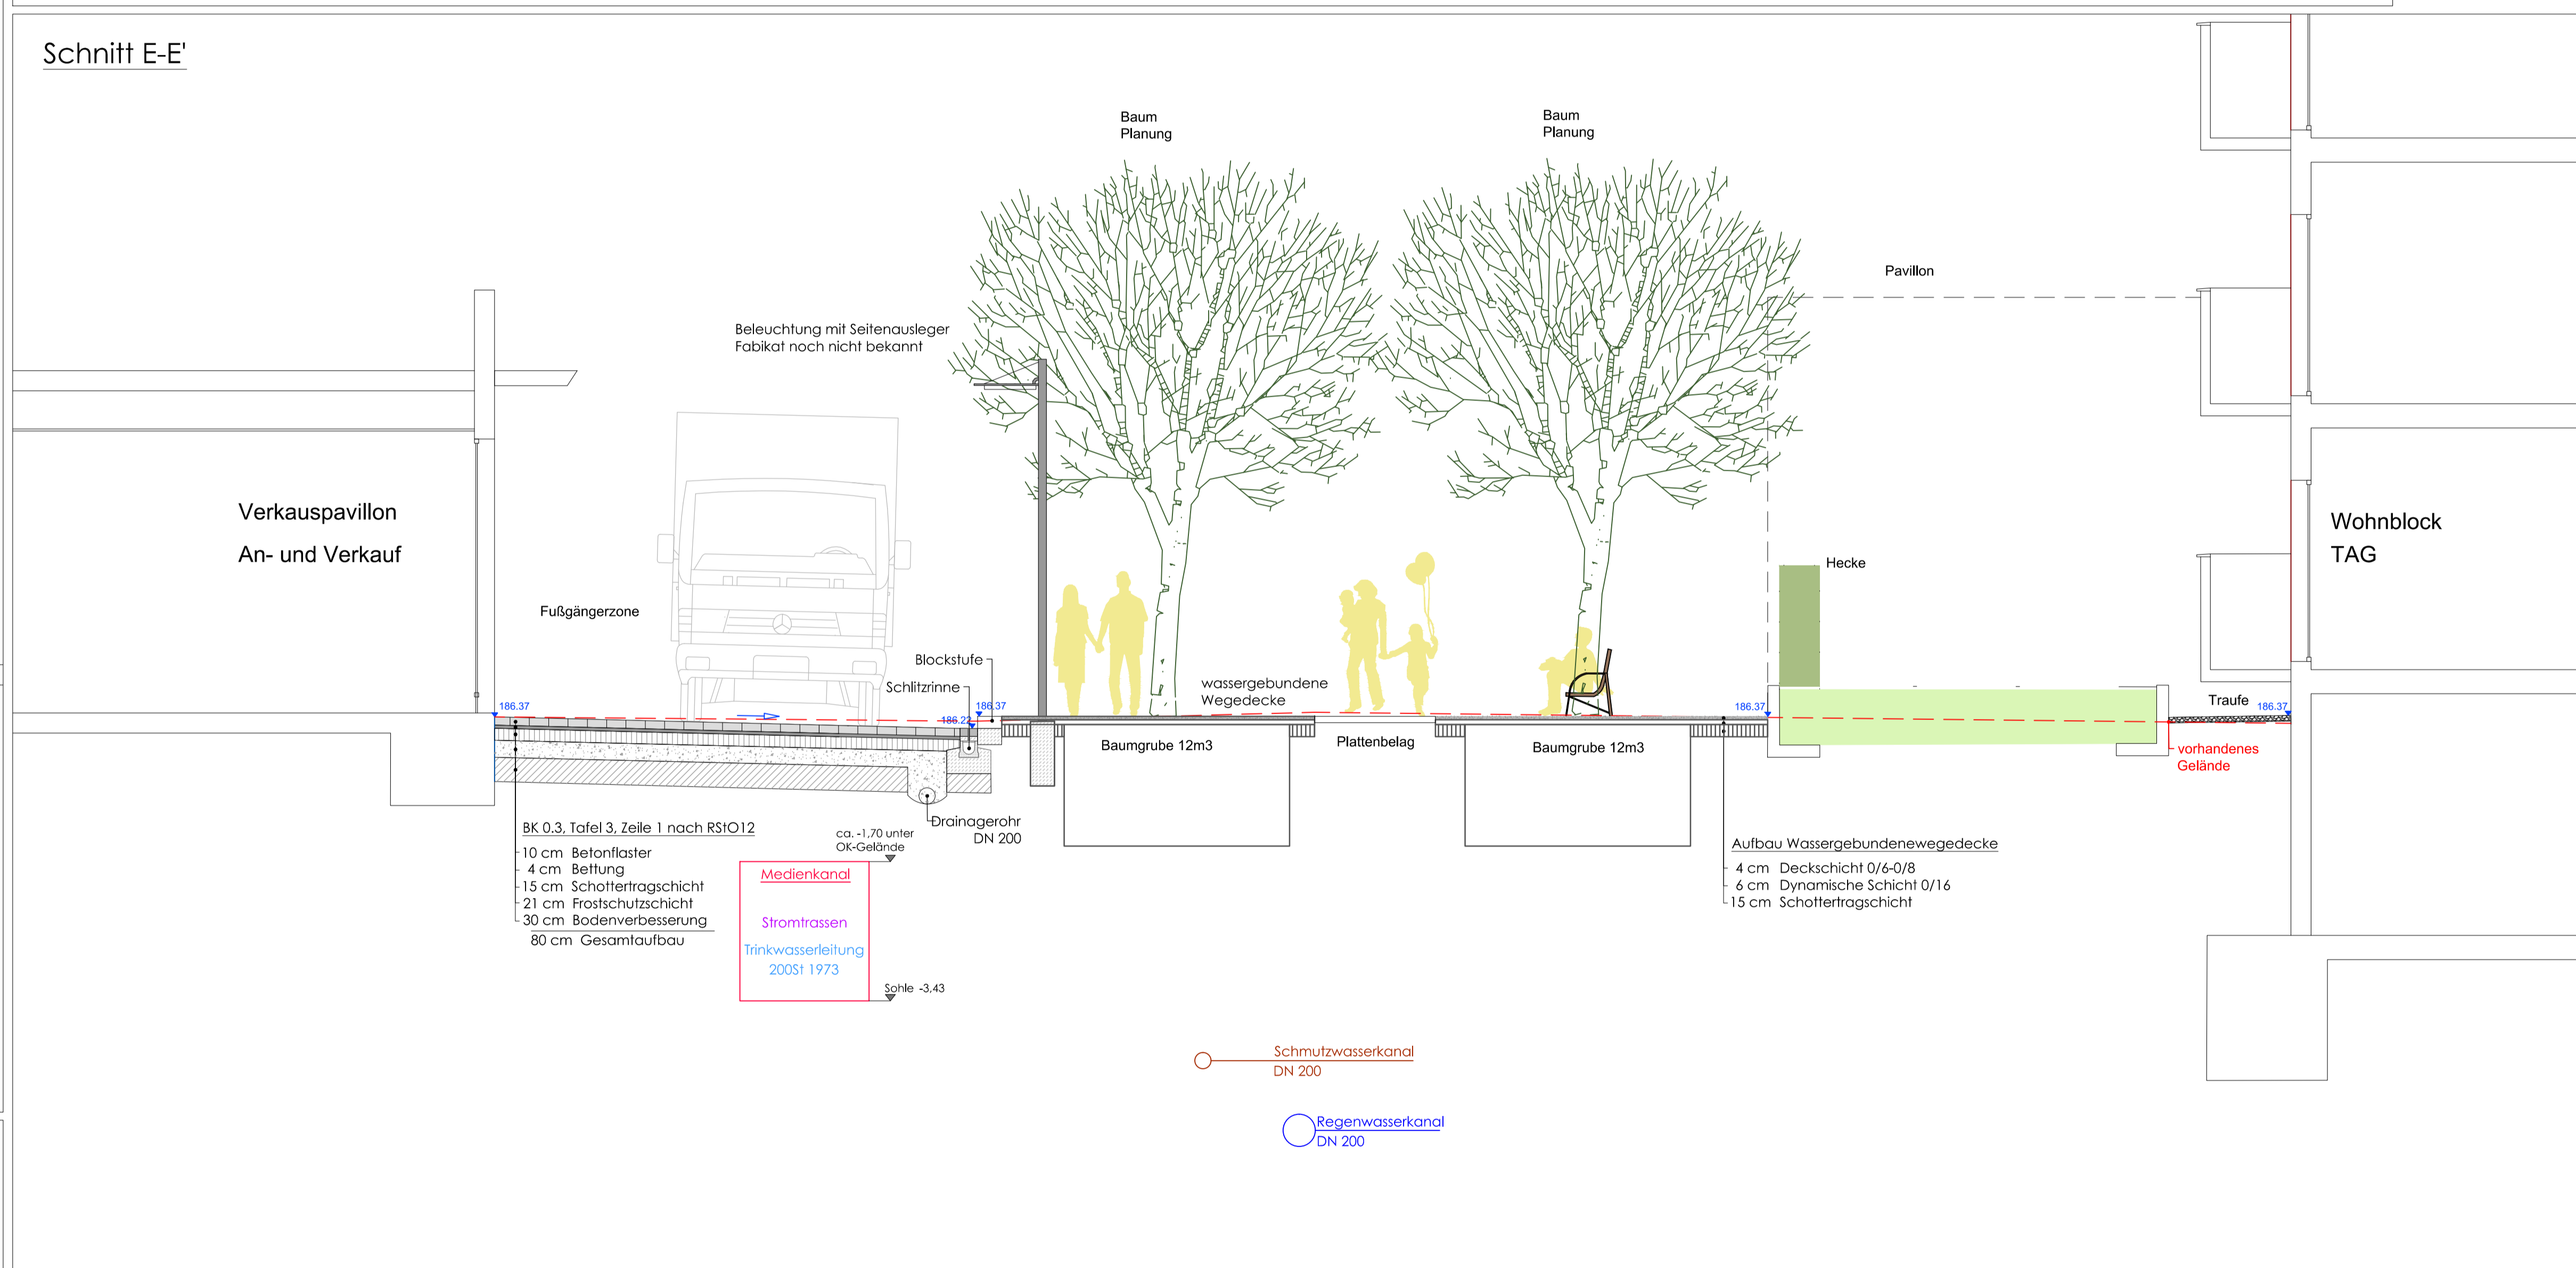 Schnitt E-E'
Baum
Planung
Baum
Planung
Pavillon
Beleuchtung mit Seitenausleger
Fabikat noch nicht bekannt
Verkauspavillon
An- und Verkauf
Wohnblock
TAG
Hecke
Fußgängerzone
Blockstufe
Schlitzrinne
wassergebundene
Wegedecke
Traufe
186.37
186.37
186.22
186.37
186.37
Baumgrube 12m3
Plattenbelag
Baumgrube 12m3
vorhandenes
Gelände
Drainagerohr
DN 200
BK 0.3, Tafel 3, Zeile 1 nach RStO12
10 cm Betonflaster
4 cm Bettung
15 cm Schottertragschicht
21 cm Frostschutzschicht
30 cm Bodenverbesserung
80 cm Gesamtaufbau
ca. -1,70 unter
OK-Gelände
Medienkanal
Stromtrassen
Trinkwasserleitung
200St 1973
Sohle -3,43
Aufbau Wassergebundenewegedecke
4 cm Deckschicht 0/6-0/8
6 cm Dynamische Schicht 0/16
15 cm Schottertragschicht
Schmutzwasserkanal
DN 200
Regenwasserkanal
DN 200